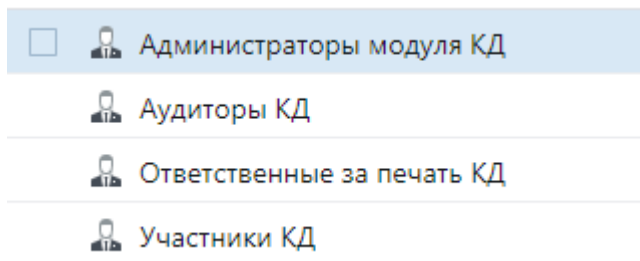 Администраторы модуля КД
Аудиторы КД
Ответственные за печать КД
Участники КД